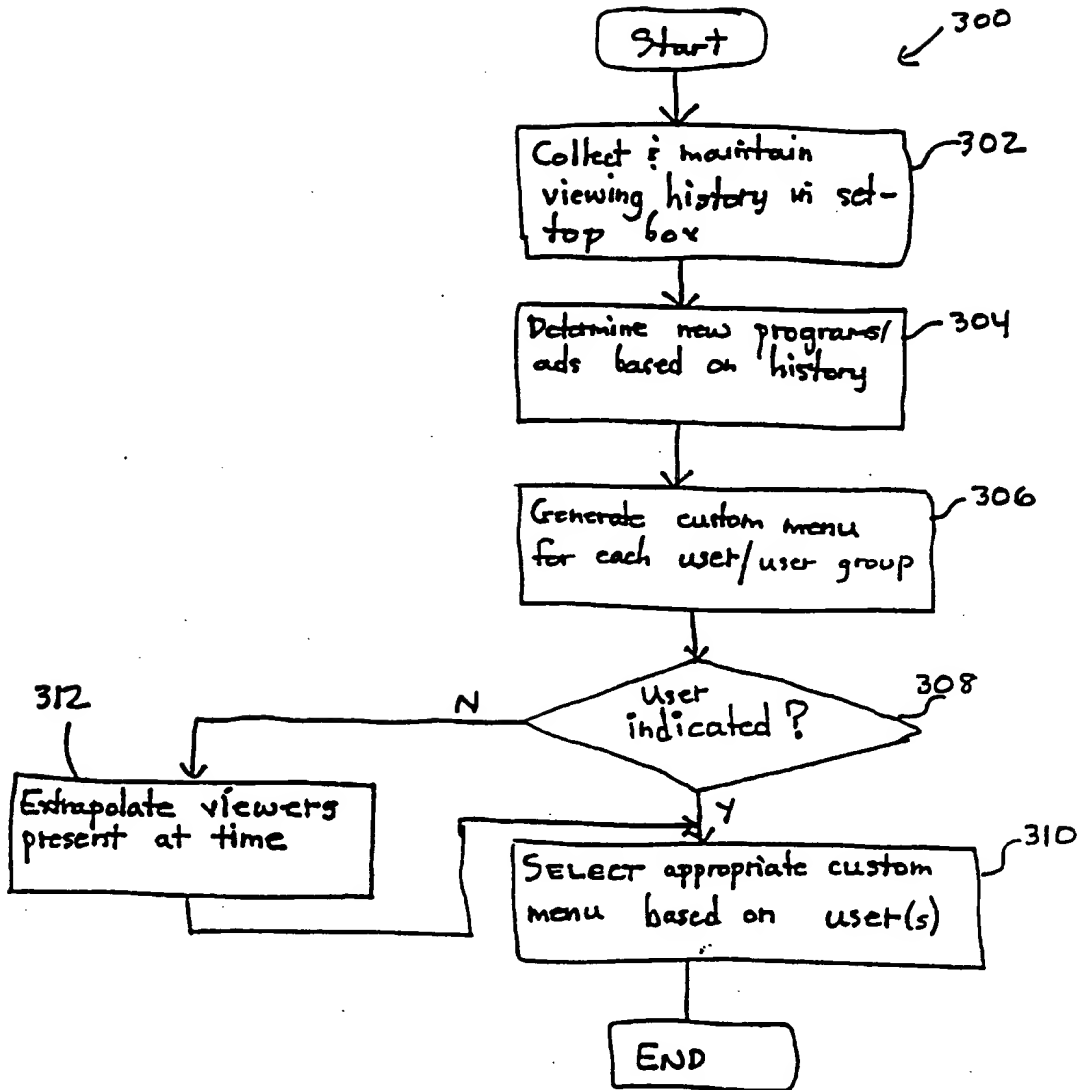 Start
300
Collect & maintain
viewing history in set-
top box
302
Determine new programs/
ads based on history
304
Generate custom menu
for each user/user group
306
User
indicated?
308
N
312
Extrapolate viewers
present at time
Y
SELECT appropriate custom
menu based on user(s)
310
END